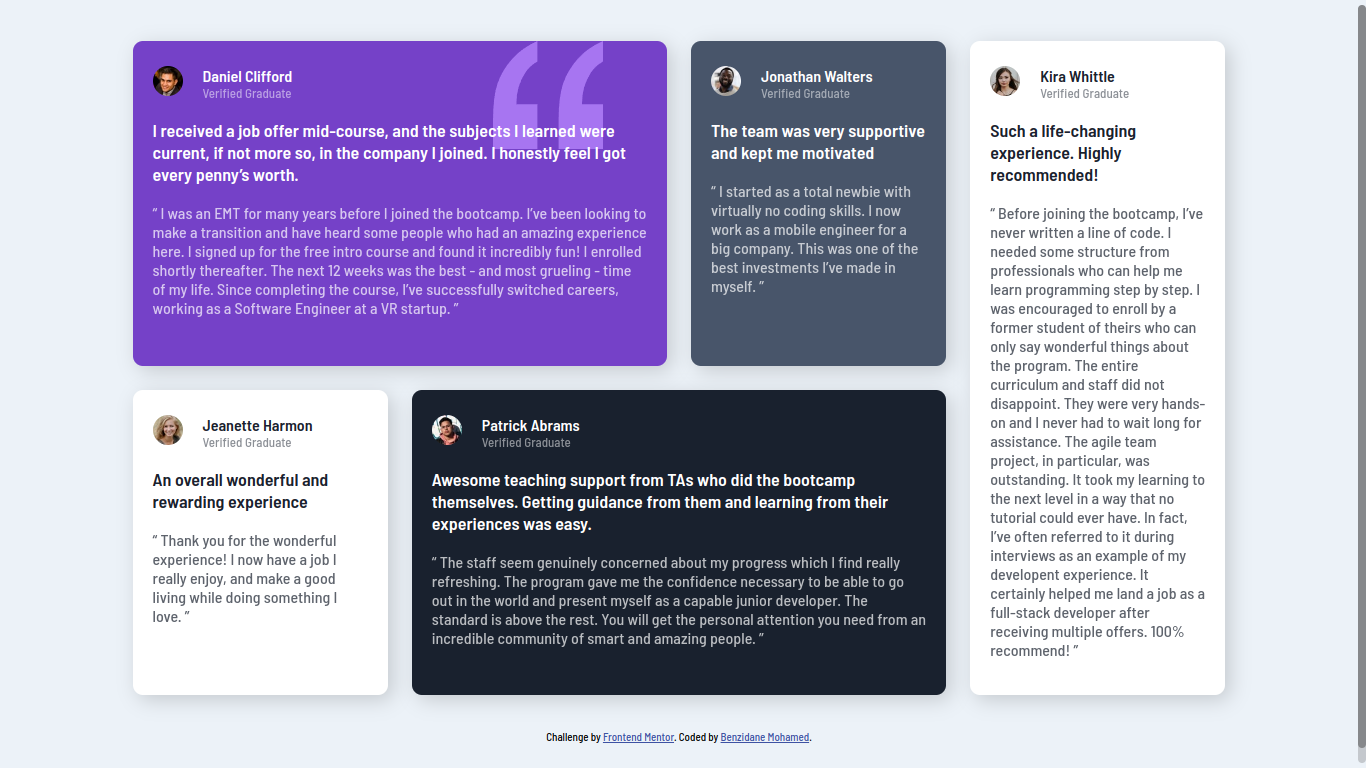 Daniel Clifford
Verified Graduate
I received a job offer mid-course, and the subjects I learned were
current, if not more so, in the company I joined. I honestly feel I got
every penny’s worth.
“ I was an EMT for many years before I joined the bootcamp. I’ve been looking to
make a transition and have heard some people who had an amazing experience
here. I signed up for the free intro course and found it incredibly fun! I enrolled
shortly thereafter. The next 12 weeks was the best - and most grueling - time
of my life. Since completing the course, I’ve successfully switched careers,
working as a Software Engineer at a VR startup. ”
Jonathan Walters
Verified Graduate
The team was very supportive
and kept me motivated
“ I started as a total newbie with
virtually no coding skills. I now
work as a mobile engineer for a
big company. This was one of the
best investments I’ve made in
myself. ”
Kira Whittle
Verified Graduate
Such a life-changing
experience. Highly
recommended!
“ Before joining the bootcamp, I’ve
never written a line of code. I
needed some structure from
professionals who can help me
learn programming step by step. I
was encouraged to enroll by a
former student of theirs who can
only say wonderful things about
the program. The entire
curriculum and staff did not
disappoint. They were very hands-
on and I never had to wait long for
assistance. The agile team
project, in particular, was
outstanding. It took my learning to
the next level in a way that no
tutorial could ever have. In fact,
I’ve often referred to it during
interviews as an example of my
developent experience. It
certainly helped me land a job as a
full-stack developer after
receiving multiple offers. 100%
recommend! ”
Jeanette Harmon
Verified Graduate
An overall wonderful and
rewarding experience
“ Thank you for the wonderful
experience! I now have a job I
really enjoy, and make a good
living while doing something I
love. ”
Patrick Abrams
Verified Graduate
Awesome teaching support from TAs who did the bootcamp
themselves. Getting guidance from them and learning from their
experiences was easy.
“ The staff seem genuinely concerned about my progress which I find really
refreshing. The program gave me the confidence necessary to be able to go
out in the world and present myself as a capable junior developer. The
standard is above the rest. You will get the personal attention you need from an
incredible community of smart and amazing people. ”
Challenge by Frontend Mentor. Coded by Benzidane Mohamed.